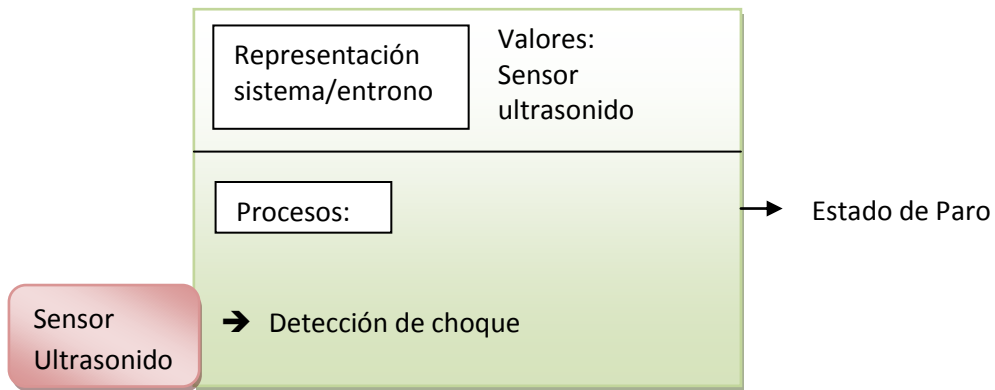 Representación
sistema/entrono
Valores:
Sensor
ultrasonido
Procesos:
Estado de Paro
Sensor
Ultrasonido
➔ Detección de choque